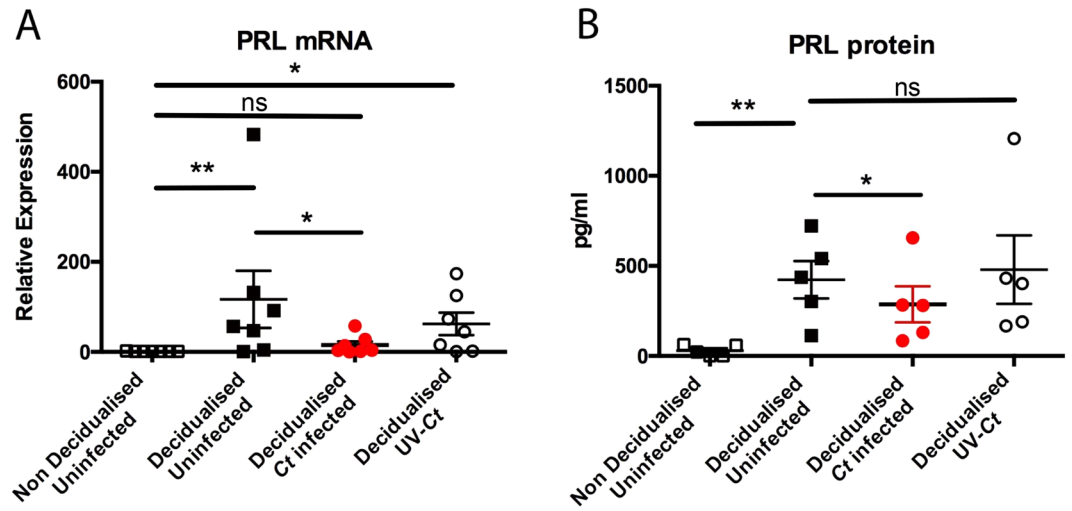 A
PRL mRNA
Relative Expression
600
400
200
0
*
ns
**
*
Non Decidualised
Uninfected
Decidualised
Uninfected
Decidualised
Ct infected
Decidualised
UV-Ct
B
PRL protein
pg/ml
1500
1000
500
0
ns
**
*
Non Decidualised
Uninfected
Decidualised
Uninfected
Decidualised
Ct infected
Decidualised
UV-Ct